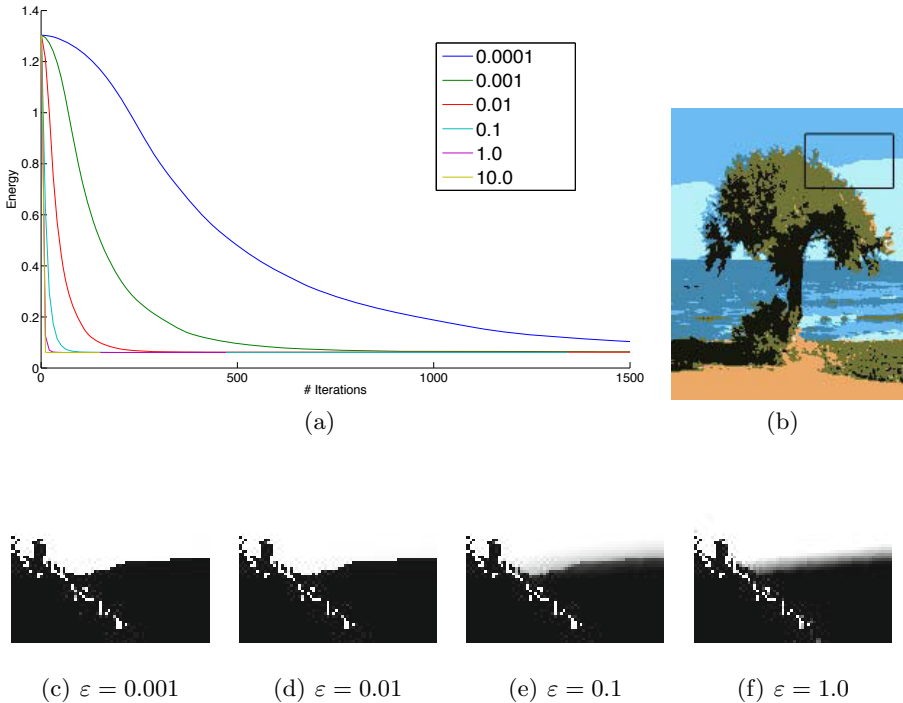 1.4
1.2
1
0.8
0.6
0.4
0.2
0
Energy
0 500 1000 1500
# Iterations
0.0001
0.001
0.01
0.1
1.0
10.0
(a)
(b)
(c) ε = 0.001
(d) ε = 0.01
(e) ε = 0.1
(f) ε = 1.0